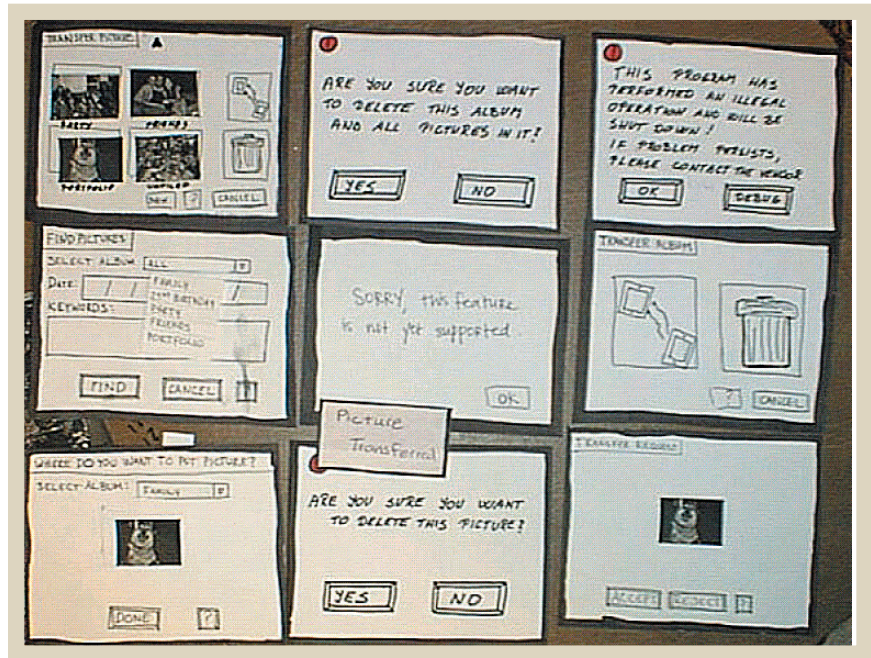 TRANSFER PICTURE
PARTY
FRIENDS
PORTFOLIO
UNFILED
?
CANCEL
ARE YOU SURE YOU WANT
TO DELETE THIS ALBUM
AND ALL PICTURES IN IT?
YES
NO
THIS PROGRAM HAS
PERFORMED AN ILLEGAL
OPERATION AND WILL BE
SHUT DOWN!
IF PROBLEM PERSISTS,
PLEASE CONTACT THE VENDOR
OK
DEBUG
FIND PICTURES
SELECT ALBUM: ALL
DATE: / / /
FAMILY
BIRTHDAY
PARTY
FRIENDS
PORTFOLIO
KEYWORDS:
FIND
CANCEL
?
SORRY, this feature
is not yet supported.
OK
TRANSFER ALBUM
?
CANCEL
Picture
Transferred
WHERE DO YOU WANT TO PUT PICTURE?
SELECT ALBUM: FAMILY
DONE
?
ARE YOU SURE YOU WANT
TO DELETE THIS PICTURE?
YES
NO
TRANSFER REQUEST
ACCEPT
REJECT
?